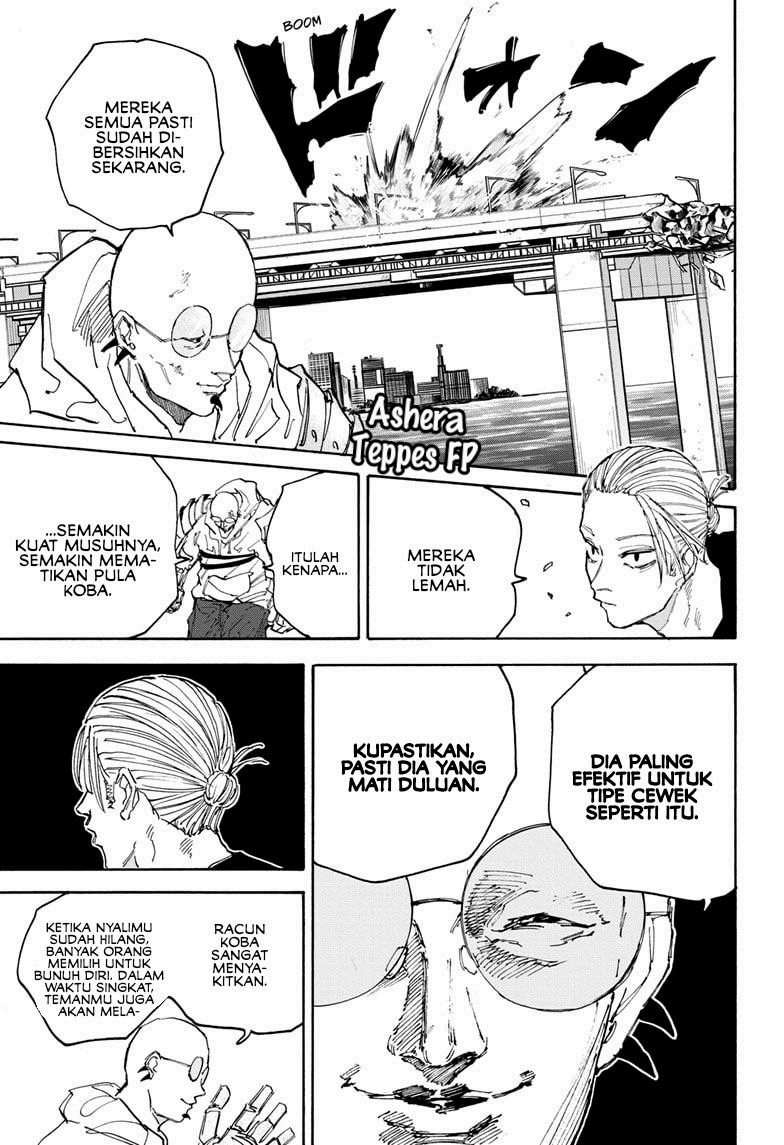 BOOM
ドオン
MEREKA
SEMUA PASTI
SUDAH DI-
BERSIHKAN
SEKARANG.
Ashera
Teppes FP
MEREKA
TIDAK
LEMAH.
ITULAH
KENAPA...
...SEMAKIN
KUAT MUSUHNYA,
SEMAKIN MEMA-
TIKAN PULA
KOBA.
DIA PALING
EFEKTIF UNTUK
TIPE CEWEK
SEPERTI ITU.
KUPASTIKAN,
PASTI DIA YANG
MATI DULUAN.
RACUN
KOBA
SANGAT
MENYA-
KITKAN.
KETIKA NYALIMU
SUDAH HILANG,
BANYAK ORANG
MEMILIH UNTUK
BUNUH DIRI. DALAM
WAKTU SINGKAT,
TEMANMU JUGA
AKAN MELA-